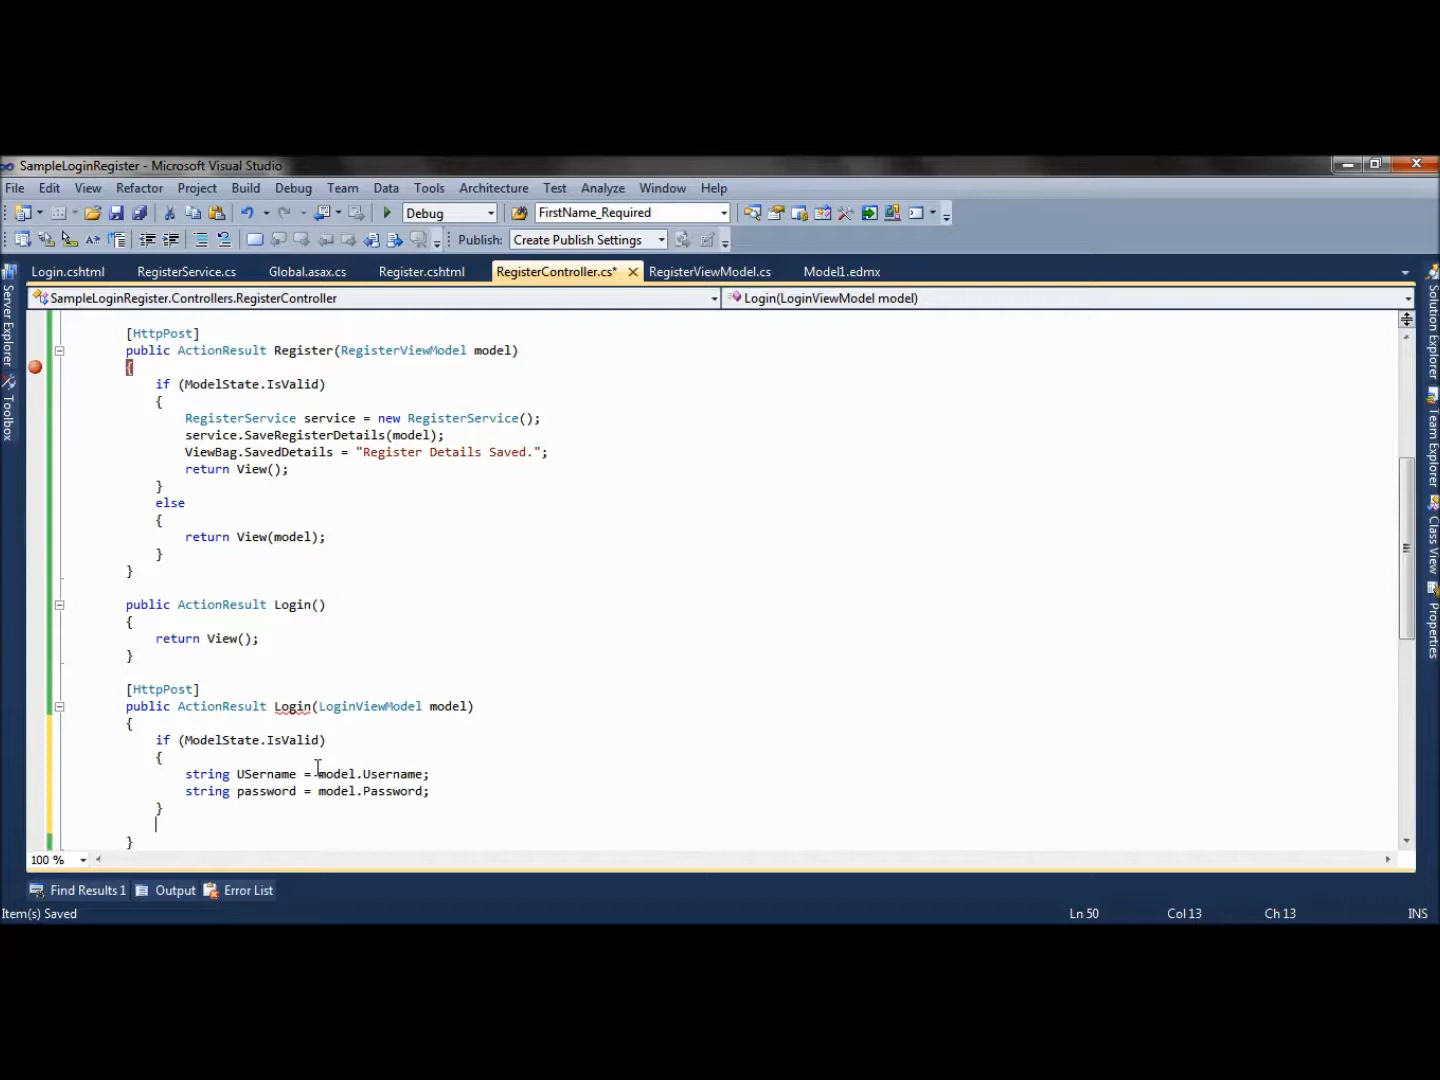 SampleLoginRegister - Microsoft Visual Studio
File Edit View Refactor Project Build Debug Team Data Tools Architecture Test Analyze Window Help
Debug FirstName_Required
Publish: Create Publish Settings
Login.cshtml RegisterService.cs Global.asax.cs Register.cshtml RegisterController.cs* RegisterViewModel.cs Model1.edmx
SampleLoginRegister.Controllers.RegisterController Login(LoginViewModel model)
Server Explorer
Toolbox
[HttpPost]
public ActionResult Register(RegisterViewModel model)
{
if (ModelState.IsValid)
{
RegisterService service = new RegisterService();
service.SaveRegisterDetails(model);
ViewBag.SavedDetails = "Register Details Saved.";
return View();
}
else
{
return View(model);
}
}
public ActionResult Login()
{
return View();
}
[HttpPost]
public ActionResult Login(LoginViewModel model)
{
if (ModelState.IsValid)
{
string USername = model.Username;
string password = model.Password;
}
}
Solution Explorer
Team Explorer
Class View
Properties
100 %
Find Results 1 Output Error List
Item(s) Saved Ln 50 Col 13 Ch 13 INS